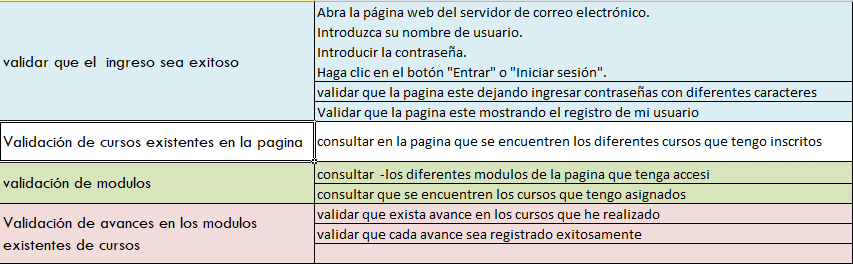 validar que el  ingreso sea exitoso
Abra la página web del servidor de correo electrónico.
Introduzca su nombre de usuario.
Introducir la contraseña.
Haga clic en el botón "Entrar" o "Iniciar sesión".
validar que la pagina este dejando ingresar contraseñas con diferentes caracteres
Validar que la pagina este mostrando el registro de mi usuario
Validación de cursos existentes en la pagina
consultar en la pagina que se encuentren los diferentes cursos que tengo inscritos
validación de modulos
consultar  -los diferentes modulos de la pagina que tenga accesi
consultar que se encuentren los cursos que tengo asignados
Validación de avances en los modulos
existentes de cursos
validar que exista avance en los cursos que he realizado
validar que cada avance sea registrado exitosamente